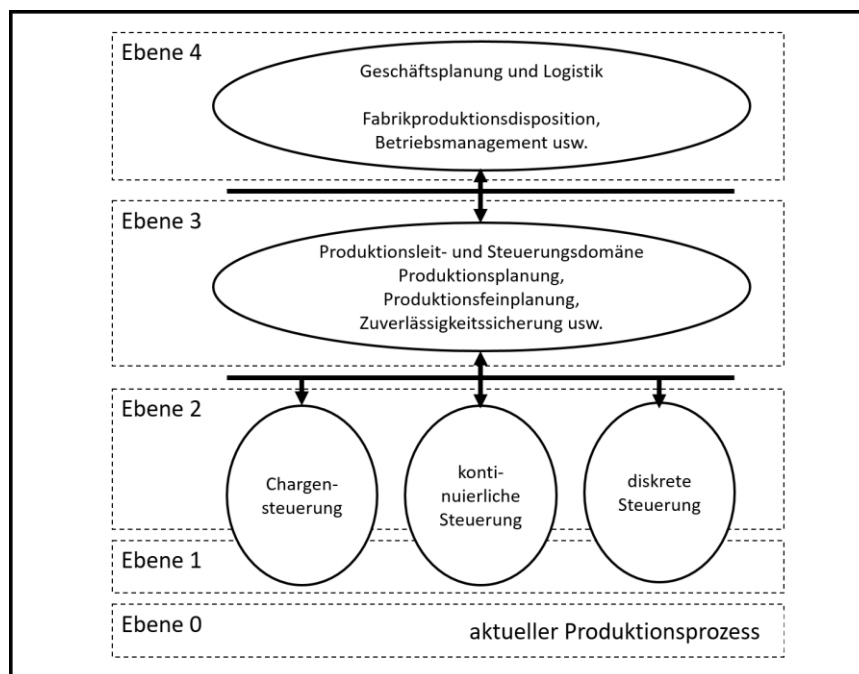 Ebene 4
Geschäftsplanung und Logistik
Fabrikproduktionsdisposition,
Betriebsmanagement usw.
Ebene 3
Produktionsleit- und Steuerungsdomäne
Produktionsplanung,
Produktionsfeinplanung,
Zuverlässigkeitssicherung usw.
Ebene 2
Chargen-
steuerung
konti-
nuierliche
Steuerung
diskrete
Steuerung
Ebene 1
Ebene 0
aktueller Produktionsprozess